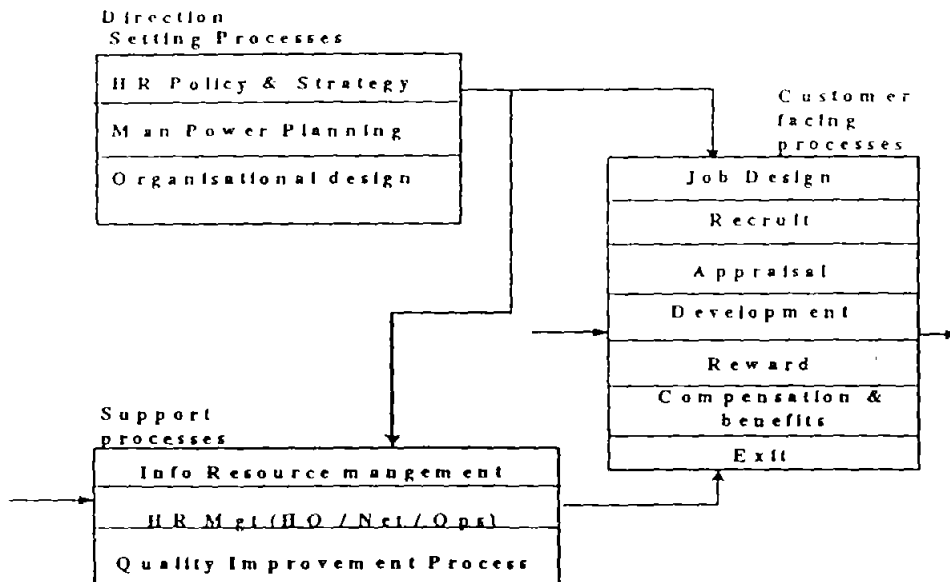 Direction
Setting Processes
HR Policy & Strategy
Man Power Planning
Organisational design
Customer
facing
processes
Job Design
Recruit
Appraisal
Development
Reward
Compensation &
benefits
Exit
Support
processes
Info Resource mangement
HR Mgt (HO / Net / Ops)
Quality Improvement Process